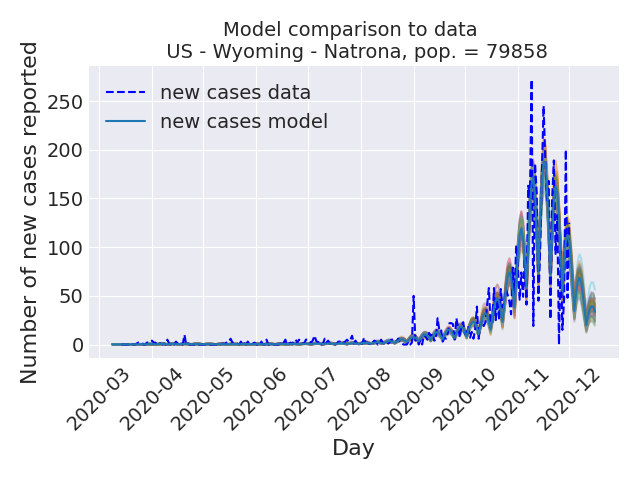 Model comparison to data
US - Wyoming - Natrona, pop. = 79858
new cases data
new cases model
Number of new cases reported
250
200
150
100
50
0
2020-03
2020-04
2020-05
2020-06
2020-07
2020-08
2020-09
2020-10
2020-11
2020-12
Day